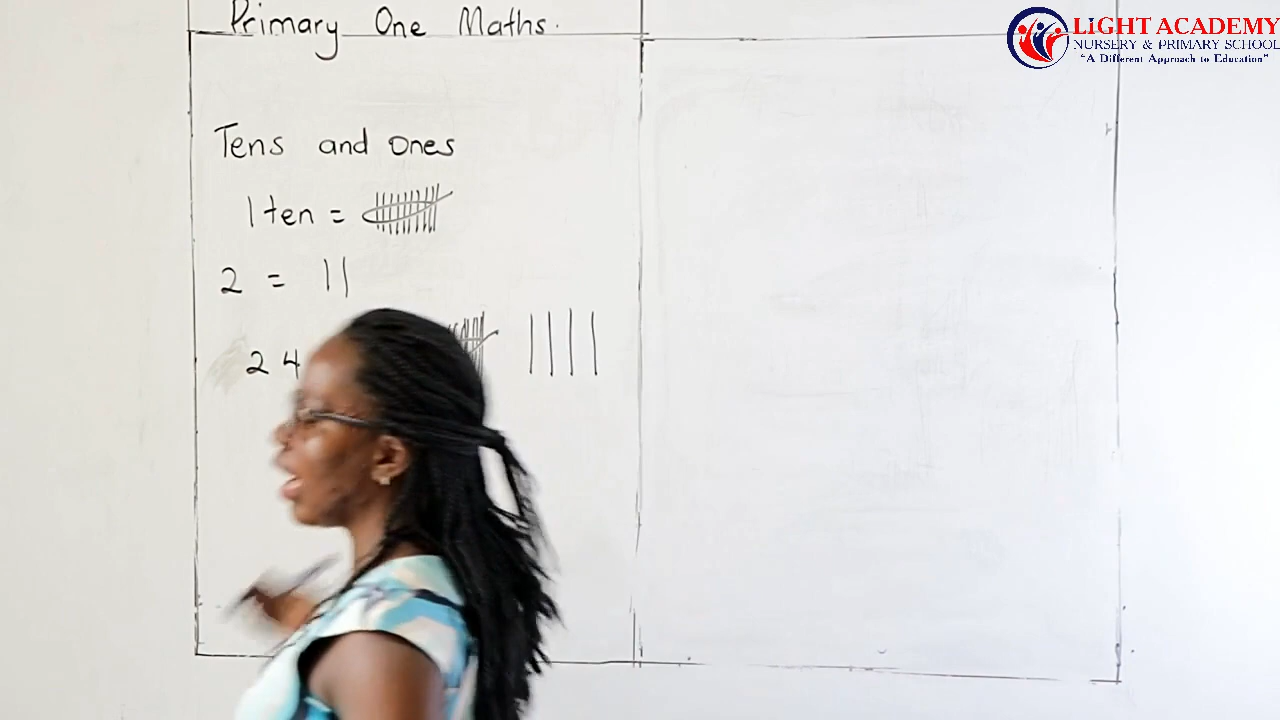 Primary One Maths.
LIGHT ACADEMY
NURSERY & PRIMARY SCHOOL
"A Different Approach to Education"
Tens and Ones
1 ten =
2 = ||
24